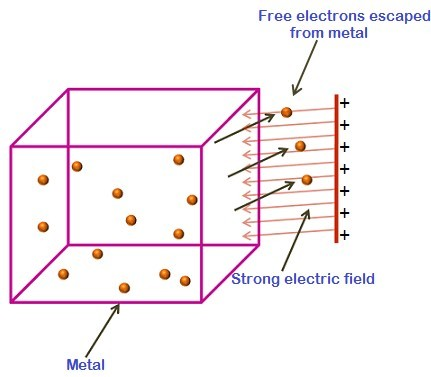 Free electrons escaped
from metal
+
+
+
+
+
+
+
Strong electric field
Metal